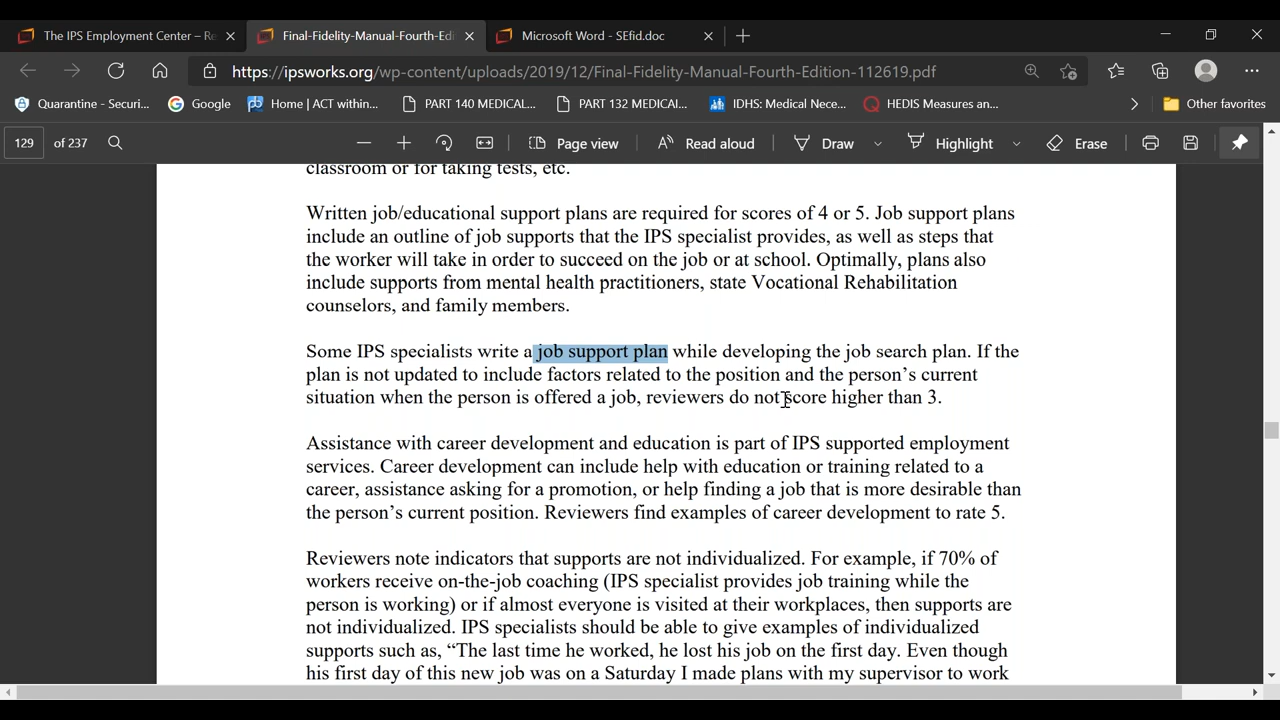 The IPS Employment Center – Re
Final-Fidelity-Manual-Fourth-Edi
Microsoft Word - SEfid.doc
https://ipsworks.org/wp-content/uploads/2019/12/Final-Fidelity-Manual-Fourth-Edition-112619.pdf
Quarantine - Securi... Google Home | ACT within... PART 140 MEDICAL... PART 132 MEDICAI... IDHS: Medical Nece... HEDIS Measures an... Other favorites
129 of 237 Page view Read aloud Draw Highlight Erase
classroom or for taking tests, etc.
Written job/educational support plans are required for scores of 4 or 5. Job support plans
include an outline of job supports that the IPS specialist provides, as well as steps that
the worker will take in order to succeed on the job or at school. Optimally, plans also
include supports from mental health practitioners, state Vocational Rehabilitation
counselors, and family members.
Some IPS specialists write a job support plan while developing the job search plan. If the
plan is not updated to include factors related to the position and the person's current
situation when the person is offered a job, reviewers do not score higher than 3.
Assistance with career development and education is part of IPS supported employment
services. Career development can include help with education or training related to a
career, assistance asking for a promotion, or help finding a job that is more desirable than
the person's current position. Reviewers find examples of career development to rate 5.
Reviewers note indicators that supports are not individualized. For example, if 70% of
workers receive on-the-job coaching (IPS specialist provides job training while the
person is working) or if almost everyone is visited at their workplaces, then supports are
not individualized. IPS specialists should be able to give examples of individualized
supports such as, “The last time he worked, he lost his job on the first day. Even though
his first day of this new job was on a Saturday I made plans with my supervisor to work